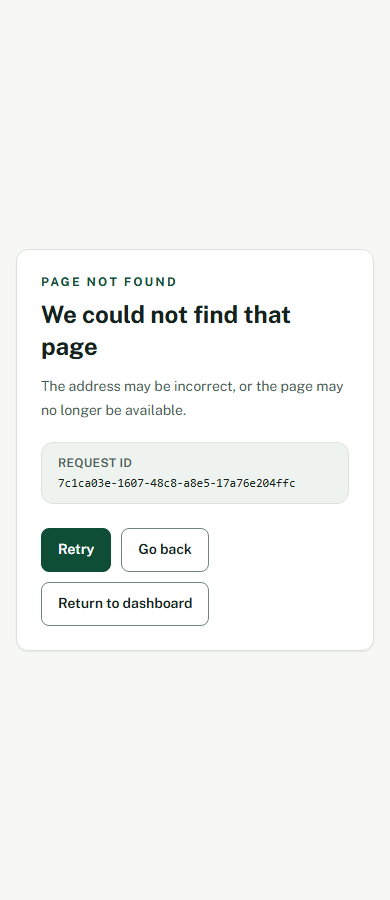 PAGE NOT FOUND
We could not find that
page
The address may be incorrect, or the page may
no longer be available.
REQUEST ID
7c1ca03e-1607-48c8-a8e5-17a76e204ffc
Retry
Go back
Return to dashboard